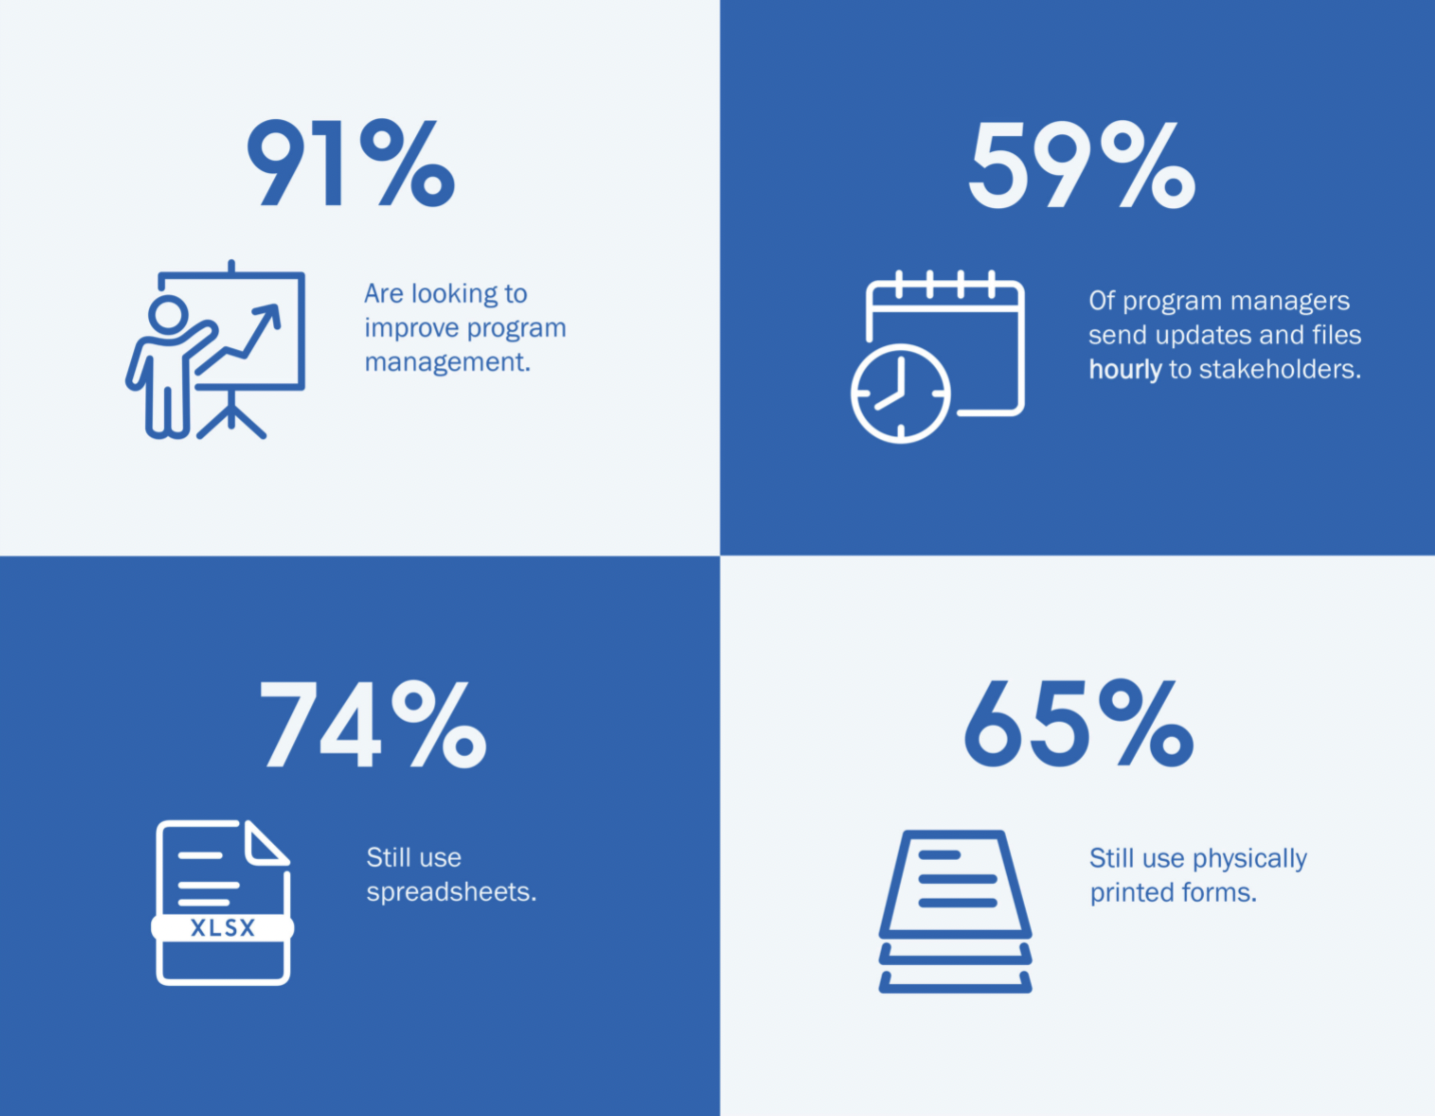 91%
Are looking to
improve program
management.
59%
Of program managers
send updates and files
hourly to stakeholders.
74%
XLSX
Still use
spreadsheets.
65%
Still use physically
printed forms.